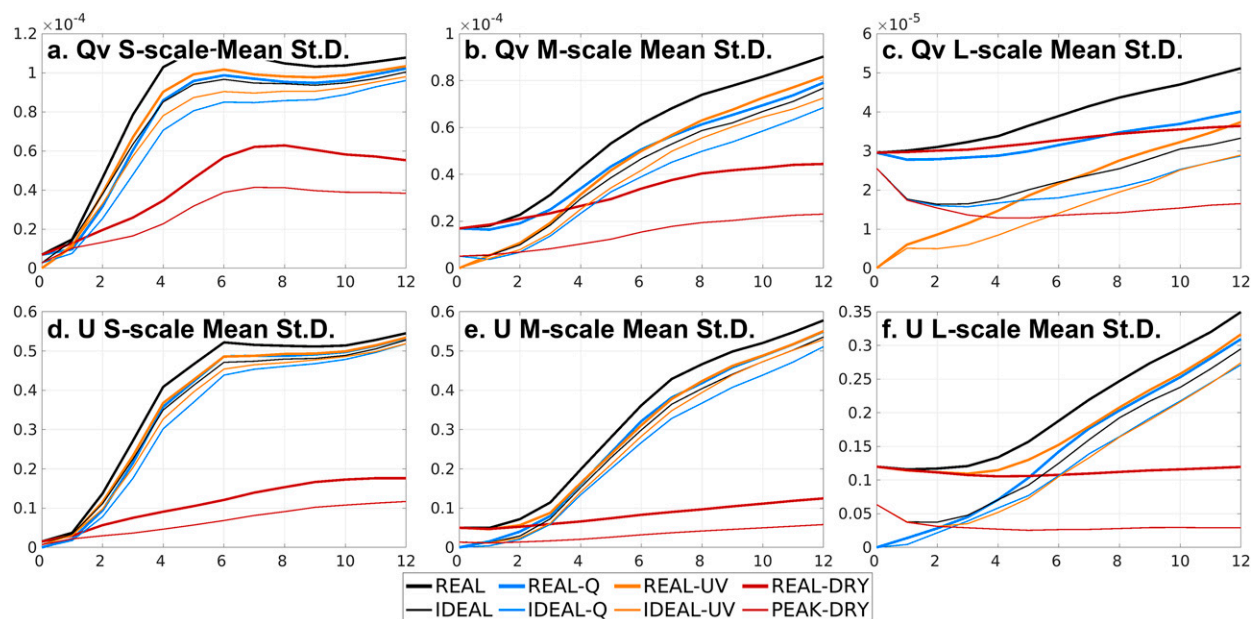 ×10⁻⁴ ×10⁻⁴ ×10⁻⁵
a. Qv S-scale-Mean St.D. b. Qv M-scale Mean St.D. c. Qv L-scale Mean St.D.
1.2 1 6
1 0.8 5
0.8 0.6 4
0.6 0.4 3
0.4 0.2 2
0.2 0 1
0 0
0 2 4 6 8 10 12 0 2 4 6 8 10 12 0 2 4 6 8 10 12
d. U S-scale Mean St.D. e. U M-scale Mean St.D. f. U L-scale Mean St.D.
0.6 0.6 0.35
0.5 0.5 0.3
0.4 0.4 0.25
0.3 0.3 0.2
0.2 0.2 0.15
0.1 0.1 0.1
0 0 0.05
0
0 2 4 6 8 10 12 0 2 4 6 8 10 12 0 2 4 6 8 10 12
REAL REAL-Q REAL-UV REAL-DRY
IDEAL IDEAL-Q IDEAL-UV PEAK-DRY